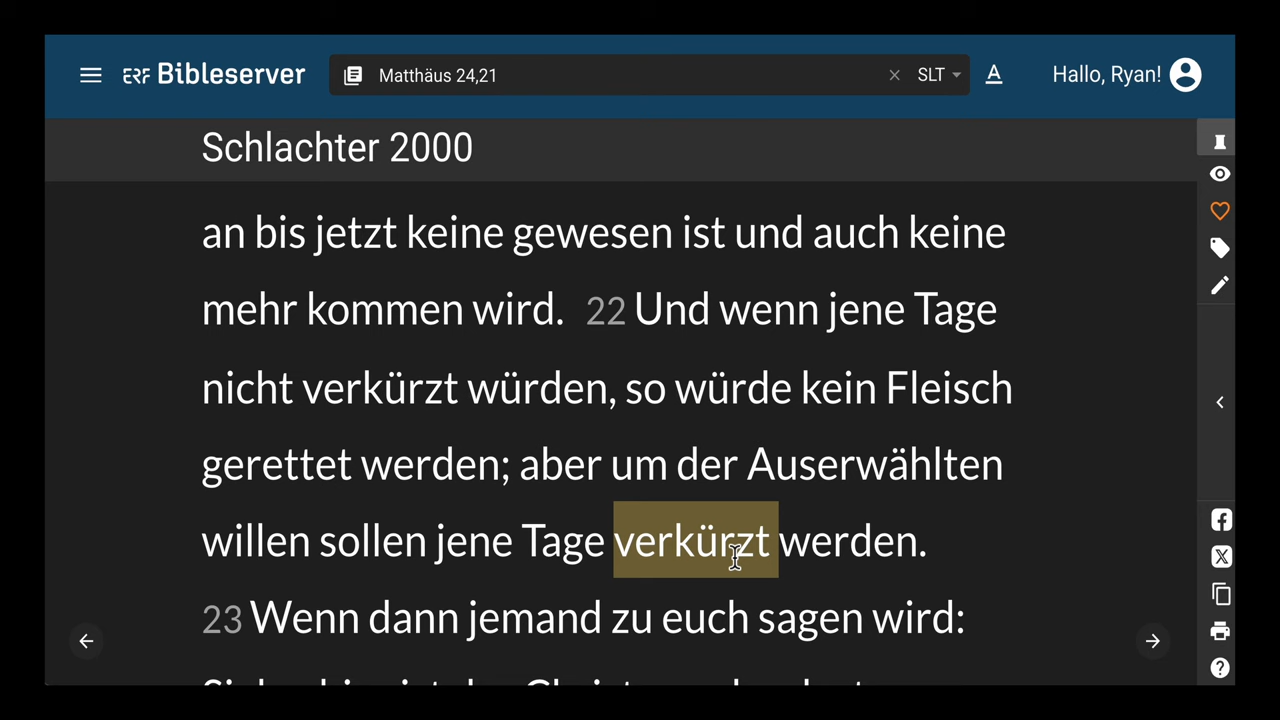 ERF Bibleserver
Matthäus 24,21
SLT
A
Hallo, Ryan!
Schlachter 2000
an bis jetzt keine gewesen ist und auch keine
mehr kommen wird. 22 Und wenn jene Tage
nicht verkürzt würden, so würde kein Fleisch
gerettet werden; aber um der Auserwählten
willen sollen jene Tage verkürzt werden.
23 Wenn dann jemand zu euch sagen wird: